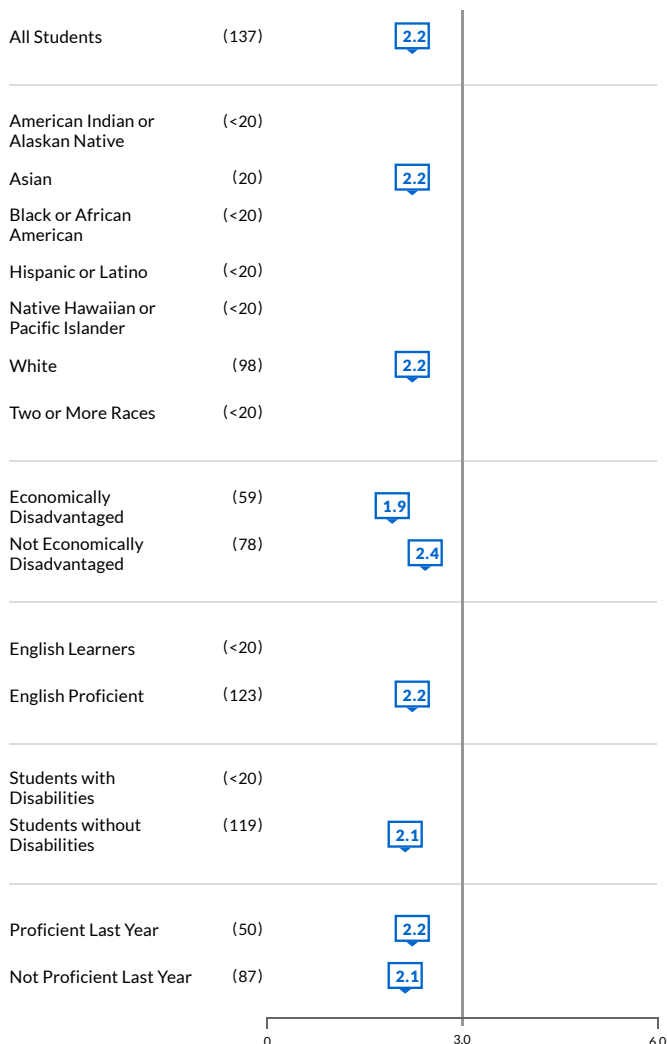 All Students (137) 2.2
American Indian or (<20)
Alaskan Native
Asian (20) 2.2
Black or African (<20)
American
Hispanic or Latino (<20)
Native Hawaiian or (<20)
Pacific Islander
White (98) 2.2
Two or More Races (<20)
Economically (59) 1.9
Disadvantaged
Not Economically (78) 2.4
Disadvantaged
English Learners (<20)
English Proficient (123) 2.2
Students with (<20)
Disabilities
Students without (119) 2.1
Disabilities
Proficient Last Year (50) 2.2
Not Proficient Last Year (87) 2.1
0 3.0 6.0